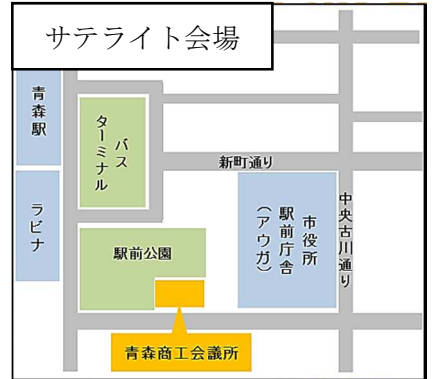 サテライト会場
青森駅
バス
ターミナル
新町通り
ラビナ
市役所
駅前庁舎
(アウガ)
中央古川通り
駅前公園
青森商工会議所